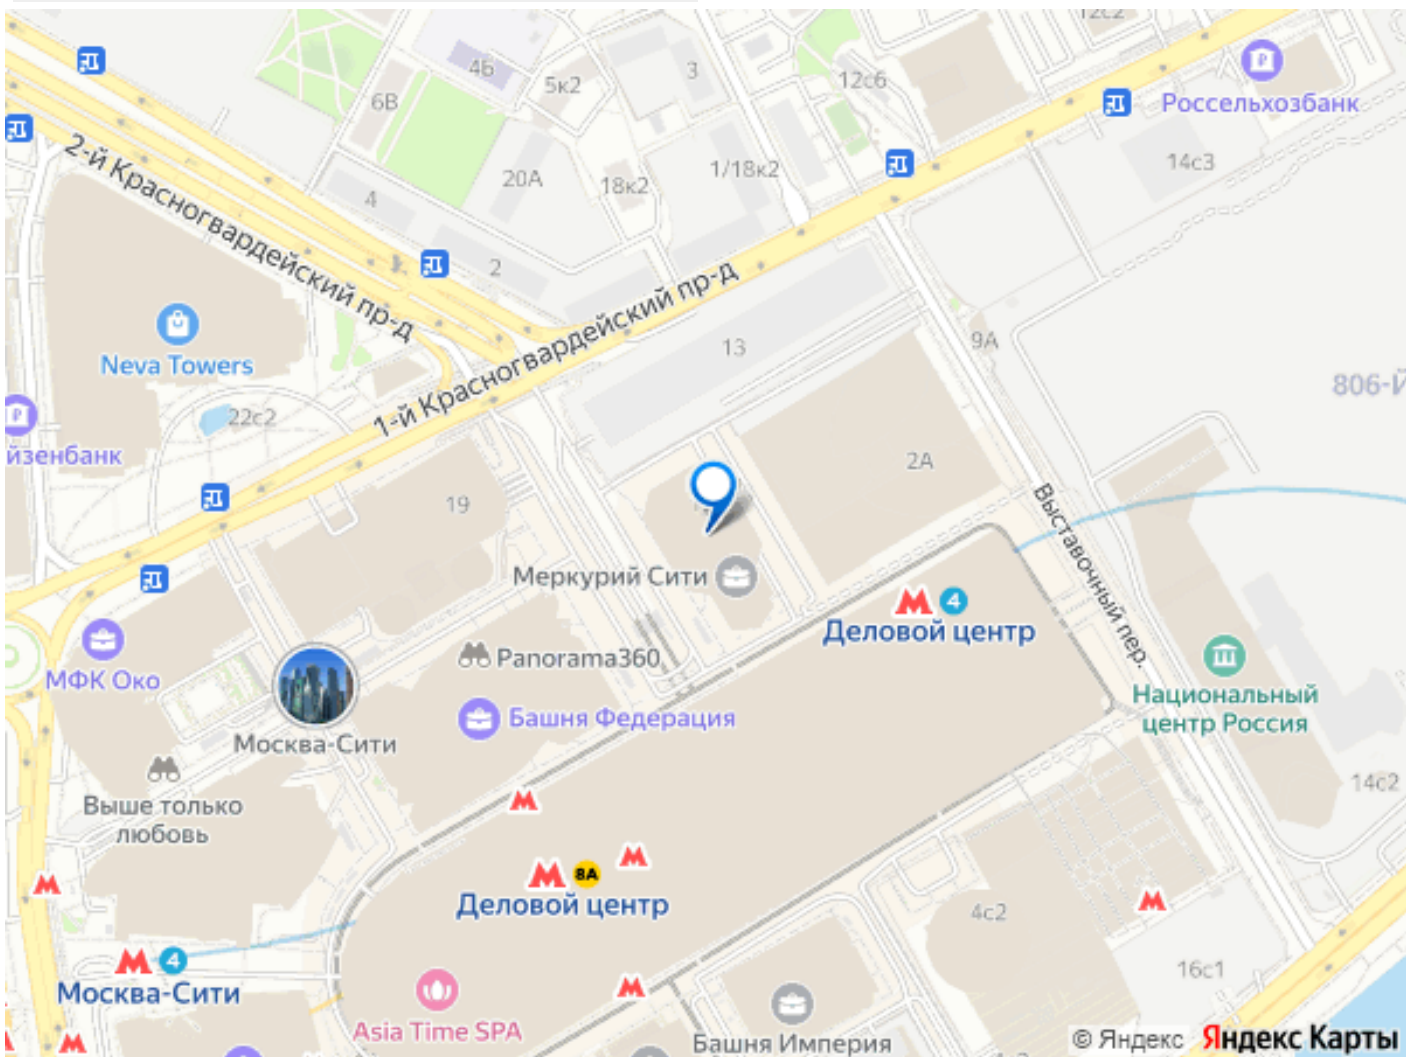 12с2
4Б
3
5к2
12с6
6В
Россельхозбанк
2-й Красногвардейский пр-д
20А
18к2
1/18к2
14с3
4
2
1-й Красногвардейский пр-д
13
9А
Neva Towers
806-Й
22с2
йзенбанк
2А
19
Выставочный пер.
Меркурий Сити
4
Деловой центр
МФК Око
Panorama360
Национальный
центр Россия
Башня Федерация
Москва-Сити
Выше только
любовь
14с2
8А
Деловой центр
4с2
4
Москва-Сити
16с1
Asia Time SPA
Башня Империя
© Яндекс Яндекс Карты